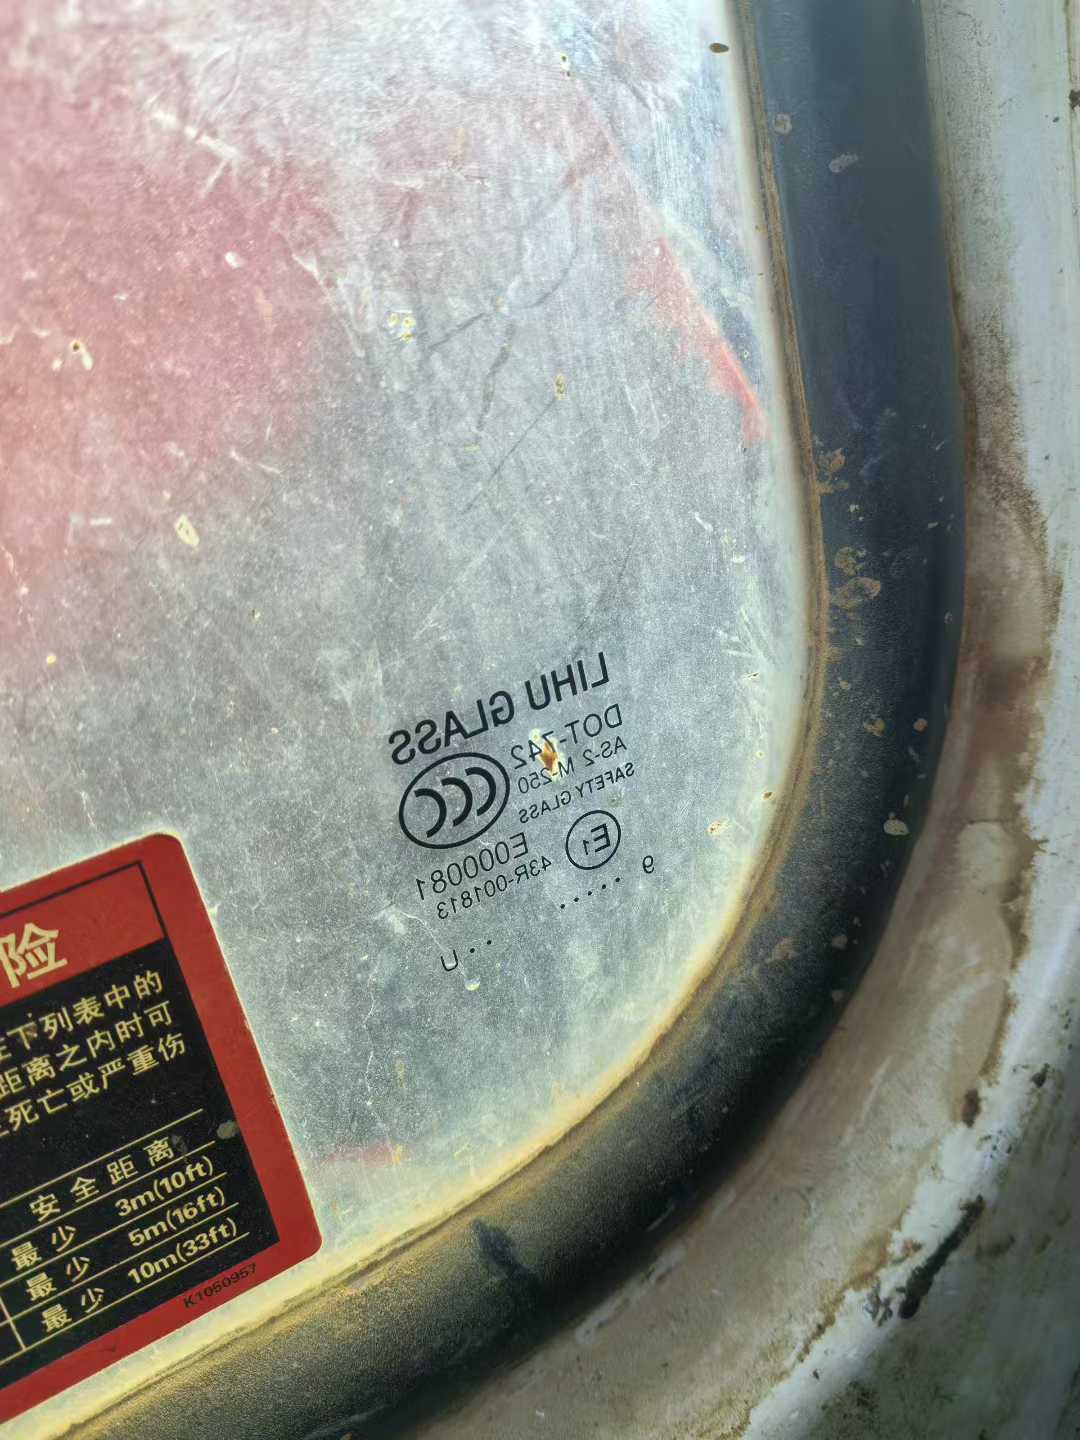 LIHU GLASS
DOT-742
AS-2 M-250
SAFETY GLASS
CCC
E1
E000081
43R-001813
9 .....
.. U
险
在下列表中的
距离之内时可
死亡或严重伤
安全距离
最少 3m(10ft)
最少 5m(16ft)
最少 10m(33ft)
K1050957